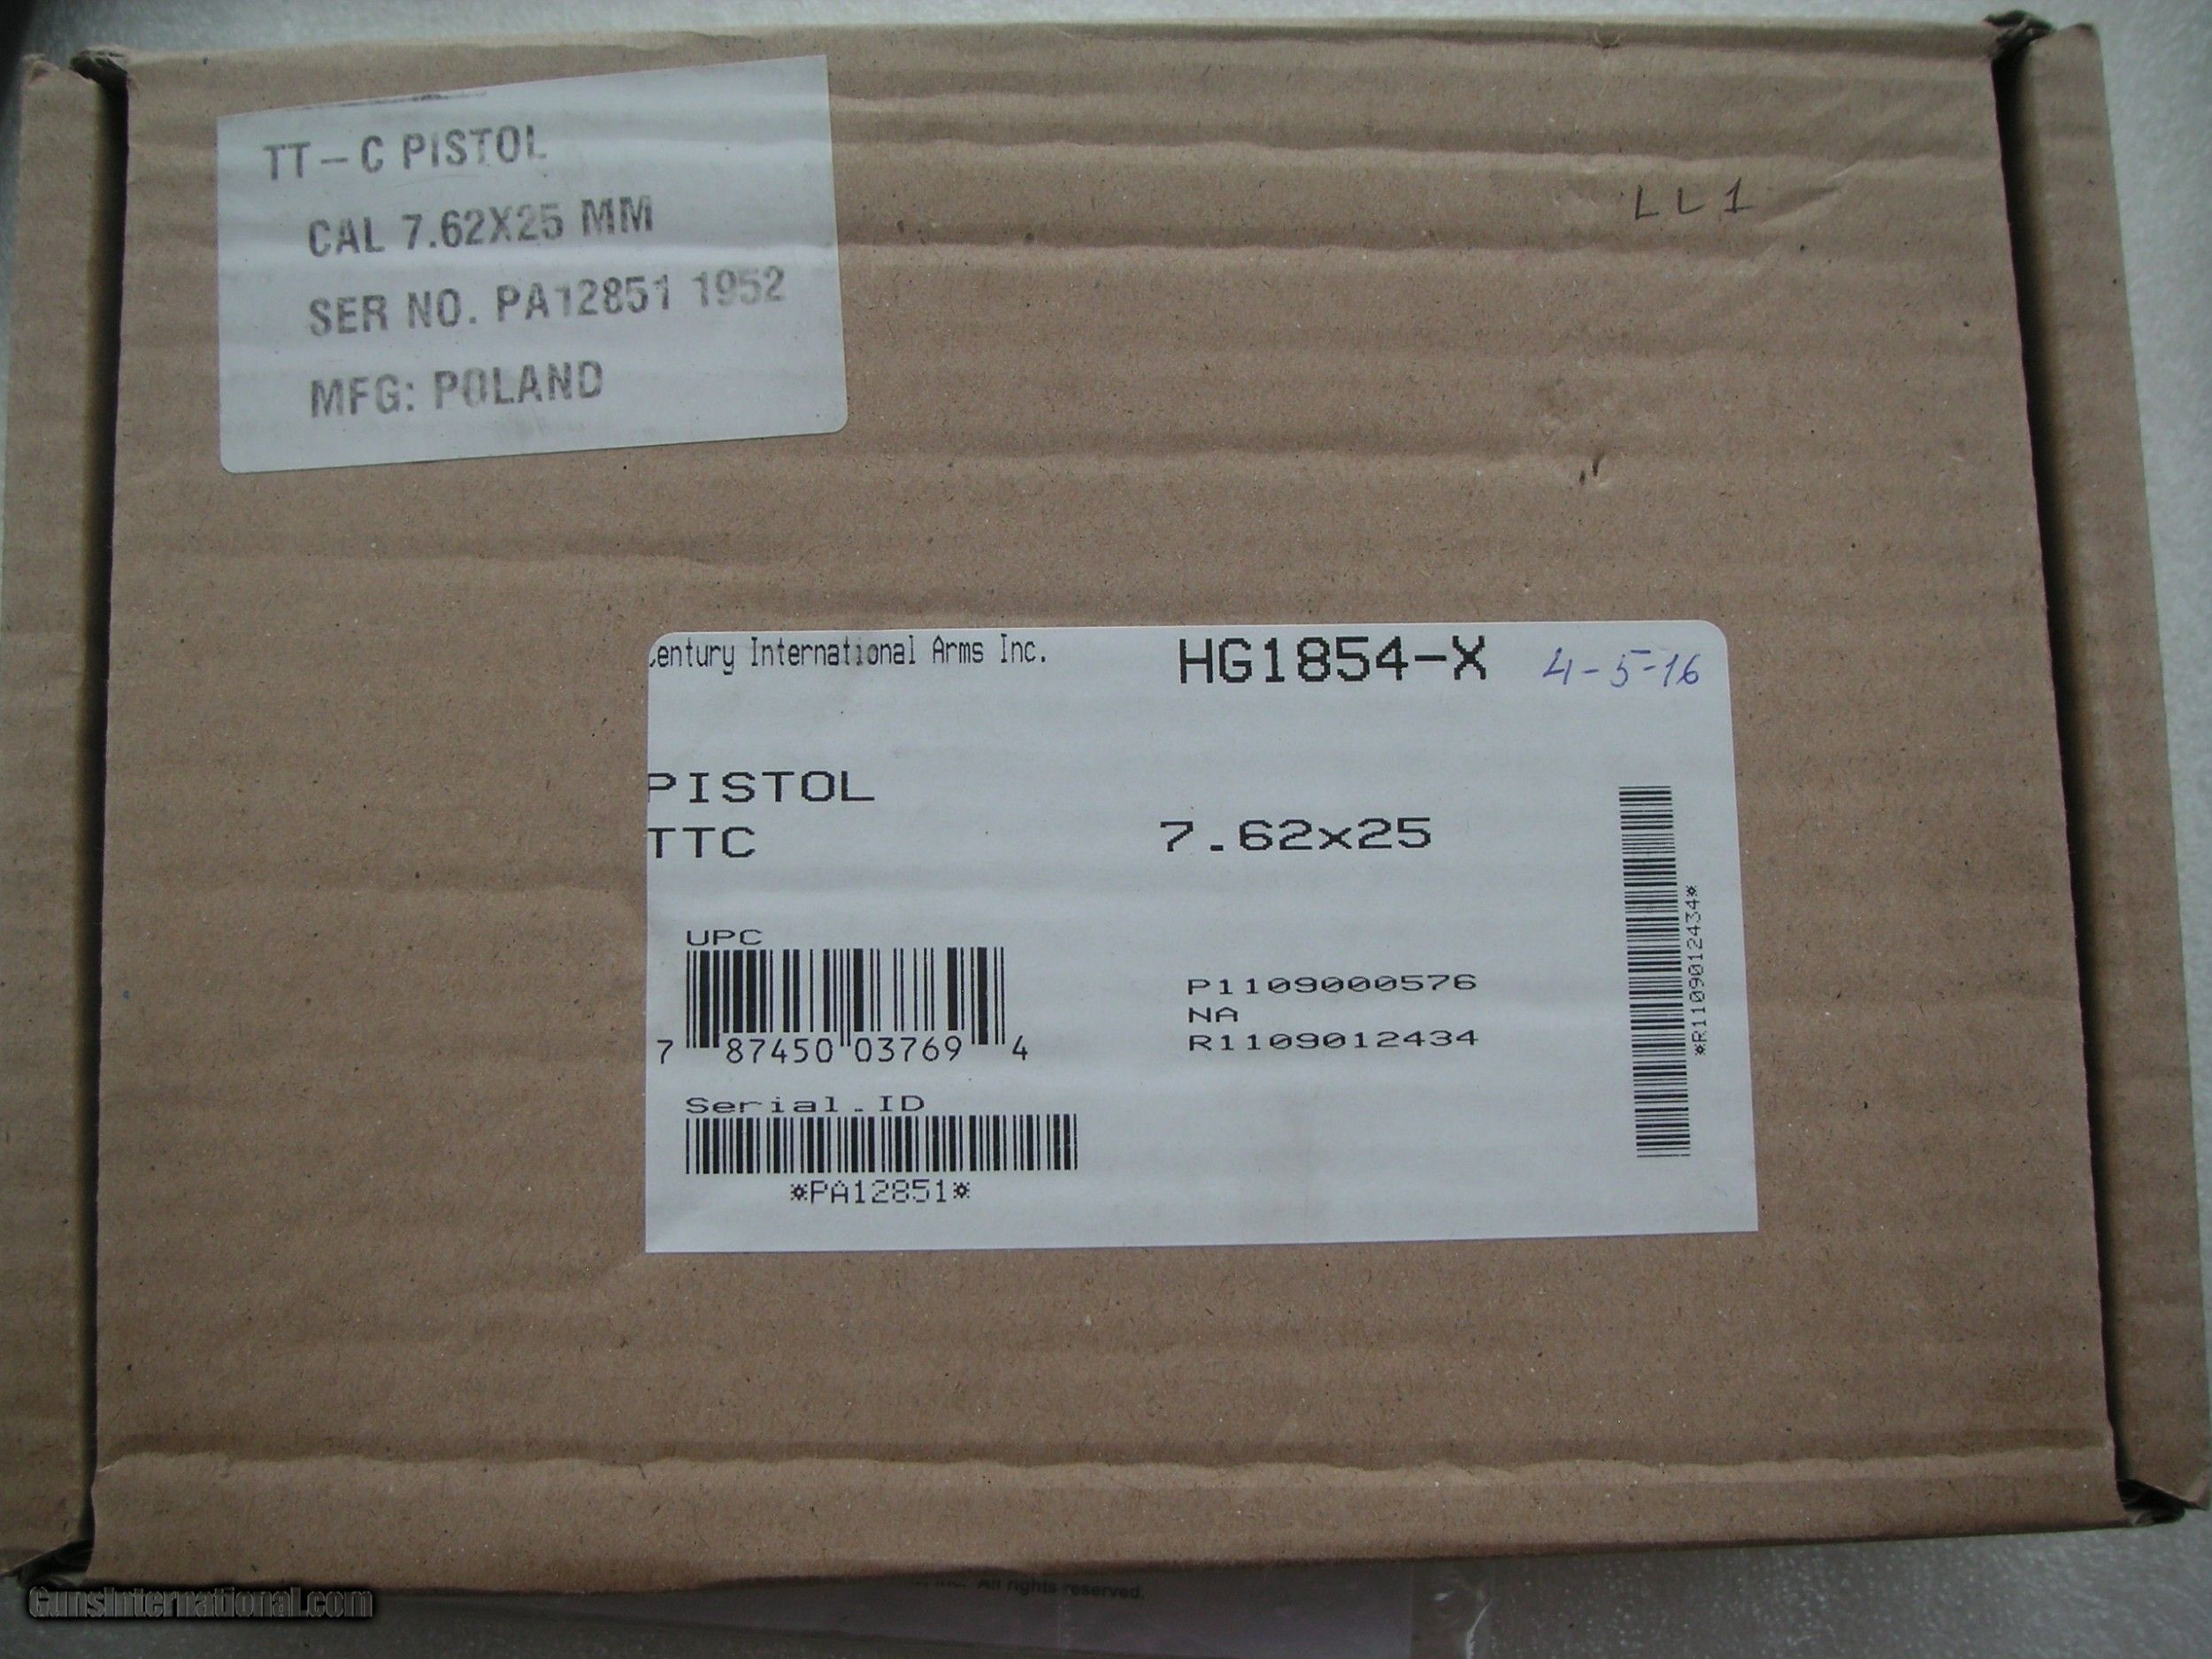 TT – C PISTOL
CAL 7.62X25 MM
SER NO. PA12851 1952
MFG: POLAND
LL1
Century International Arms Inc.
HG1854-X 4-5-16
PISTOL
TTC 7.62x25
UPC
7 87450 03769 4
P1109000576
NA
R1109012434
*R1109012434*
Serial.ID
*PA12851*
All rights reserved.
GunsInternational.com